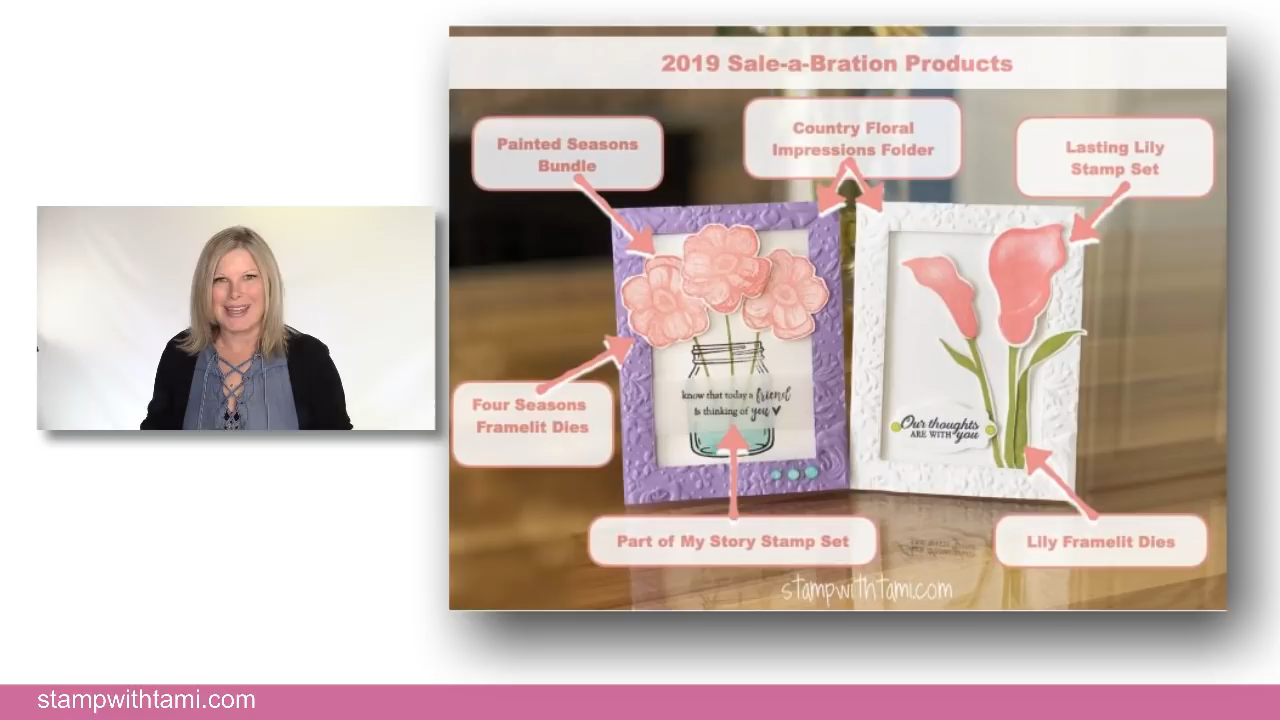 2019 Sale-a-Bration Products
Painted Seasons
Bundle
Country Floral
Impressions Folder
Lasting Lily
Stamp Set
know that today a friend
is thinking of you
Our thoughts
ARE WITH you
Four Seasons
Framelit Dies
Part of My Story Stamp Set
Lily Framelit Dies
stampwithtami.com
stampwithtami.com